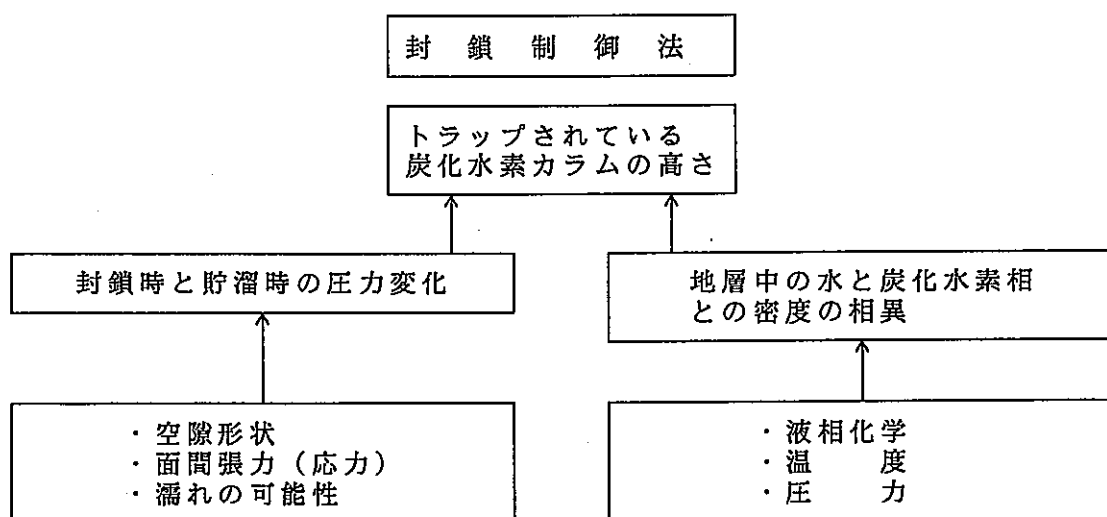 封鎖制御法
トラップされている
炭化水素カラムの高さ
封鎖時と貯溜時の圧力変化
地層中の水と炭化水素相
との密度の相異
・空隙形状
・面間張力（応力）
・濡れの可能性
・液相化学
・温度
・圧力